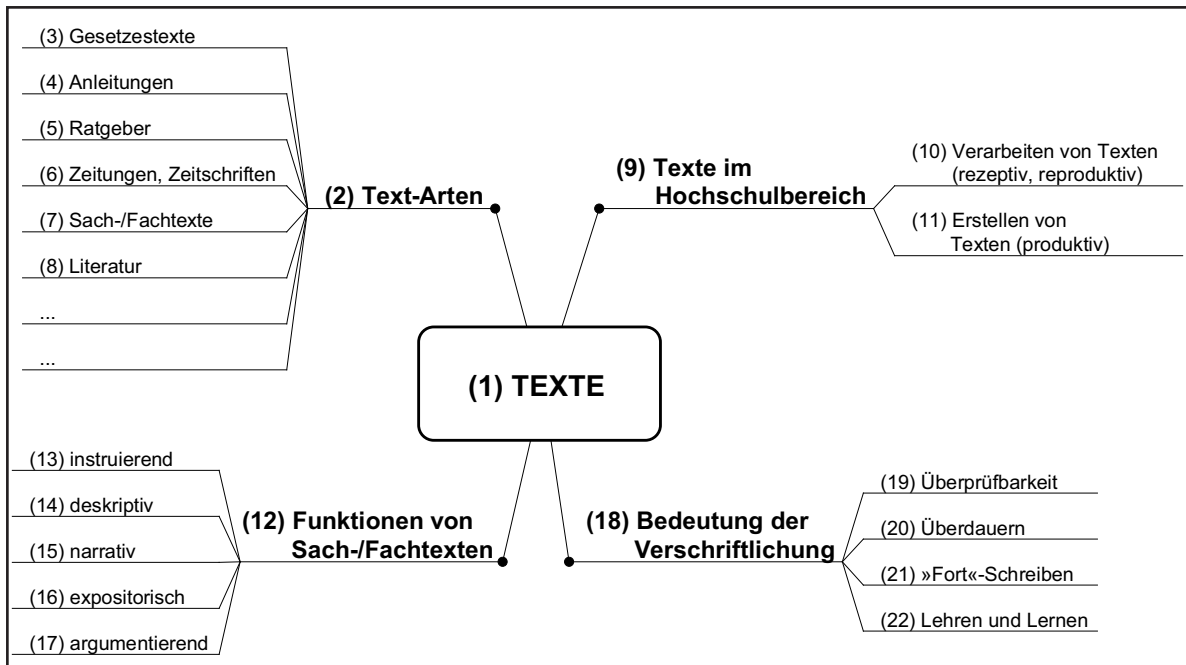 (3) Gesetzestexte
(4) Anleitungen
(5) Ratgeber
(6) Zeitungen, Zeitschriften
(7) Sach-/Fachtexte
(8) Literatur
...
...
(2) Text-Arten
(9) Texte im
Hochschulbereich
(10) Verarbeiten von Texten
(rezeptiv, reproduktiv)
(11) Erstellen von
Texten (produktiv)
(1) TEXTE
(13) instruierend
(14) deskriptiv
(15) narrativ
(16) expositorisch
(17) argumentierend
(12) Funktionen von
Sach-/Fachtexten
(18) Bedeutung der
Verschriftlichung
(19) Überprüfbarkeit
(20) Überdauern
(21) »Fort«-Schreiben
(22) Lehren und Lernen